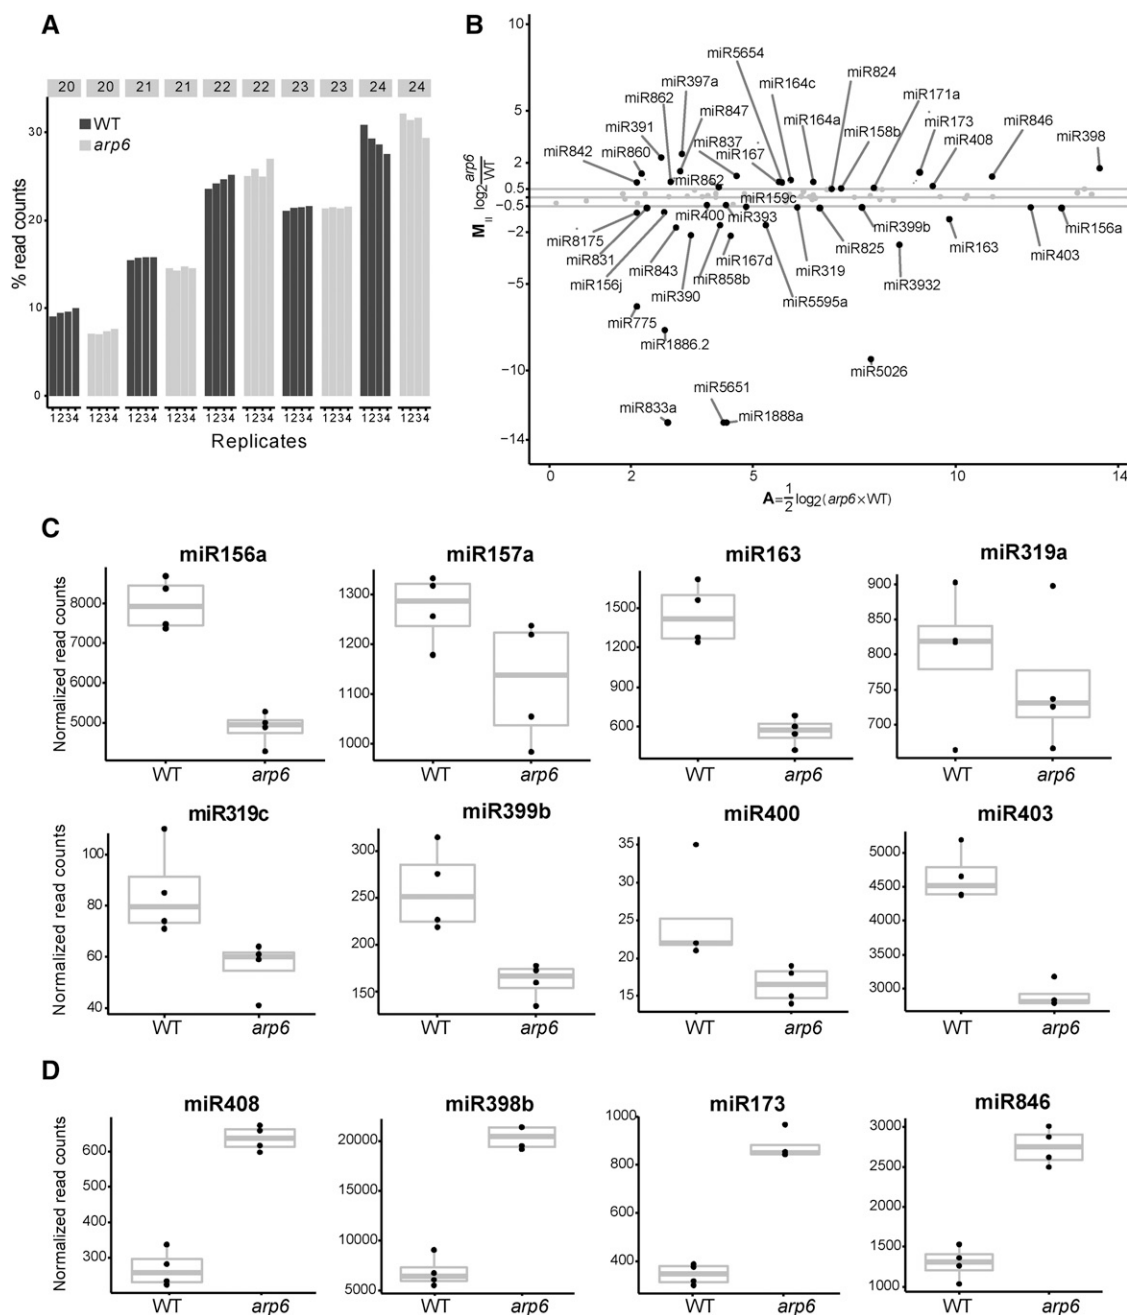 A
20 20 21 21 22 22 23 23 24 24
WT
arp6
% read counts
30
20
10
0
1234 1234 1234 1234 1234 1234 1234 1234 1234 1234
Replicates
B
M = log2 arp6/WT
10
5
2
0.5
−0.5
−2
−5
−10
−14
miR5654
miR397a
miR164c
miR824
miR862
miR171a
miR847
miR164a
miR173
miR846
miR391
miR837
miR158b
miR408
miR398
miR842
miR860
miR167
miR852
miR159c
miR400
miR393
miR8175
miR399b
miR156a
miR831
miR825
miR163
miR843
miR167d
miR319
miR403
miR156j
miR858b
miR3932
miR390
miR5595a
miR775
miR1886.2
miR5026
miR5651
miR833a
miR1888a
0 2 5 10 14
A=1/2 log2(arp6×WT)
C
Normalized read counts
miR156a
8000
7000
6000
5000
WT arp6
miR157a
1300
1200
1100
1000
WT arp6
miR163
1500
1200
900
600
WT arp6
miR319a
900
850
800
750
700
WT arp6
Normalized read counts
miR319c
100
80
60
40
WT arp6
miR399b
300
250
200
150
WT arp6
miR400
35
30
25
20
15
WT arp6
miR403
5000
4500
4000
3500
3000
WT arp6
D
Normalized read counts
miR408
600
500
400
300
WT arp6
miR398b
20000
15000
10000
5000
WT arp6
miR173
1000
800
600
400
WT arp6
miR846
3000
2500
2000
1500
1000
WT arp6